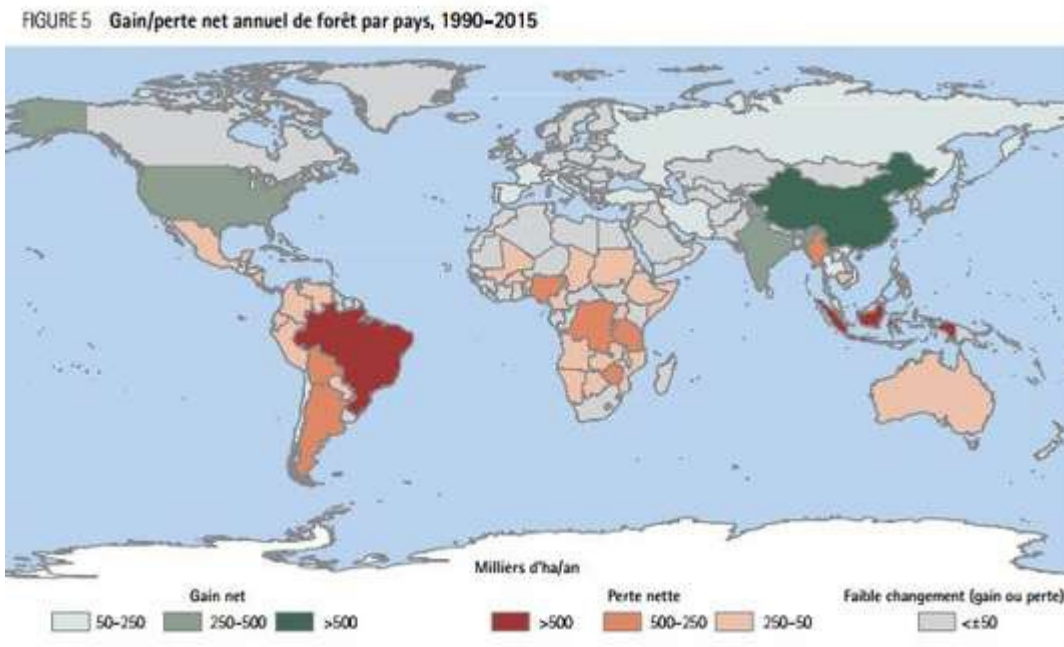 FIGURE 5 Gain/perte net annuel de forêt par pays, 1990–2015
Milliers d'ha/an
Gain net
50-250 250-500 >500
Perte nette
>500 500-250 250-50
Faible changement (gain ou perte)
<±50